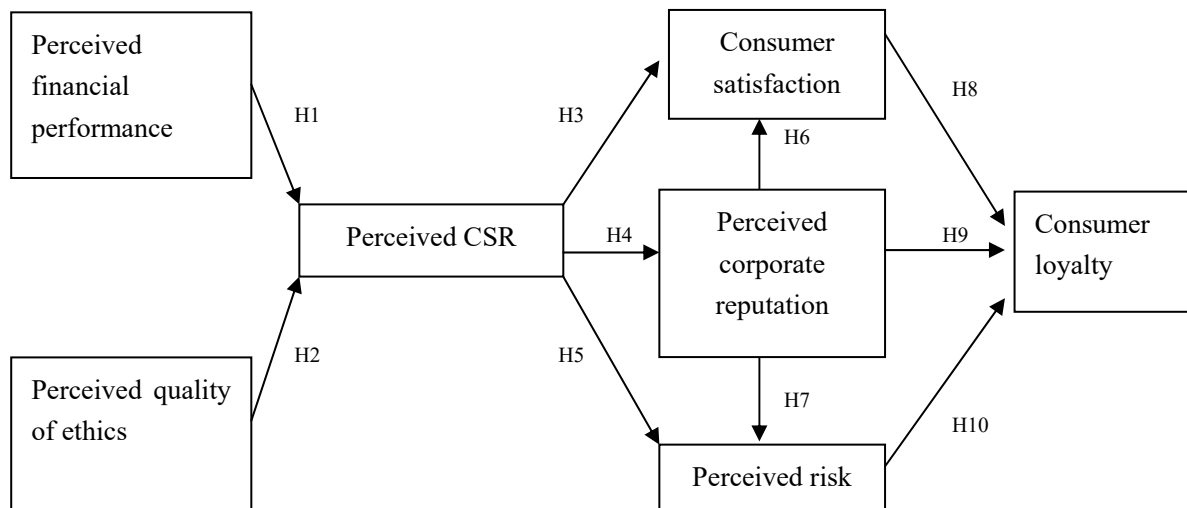 Perceived
financial
performance
H1
Perceived quality
of ethics
H2
Perceived CSR
H3
H4
H5
Consumer
satisfaction
H6
Perceived
corporate
reputation
H7
Perceived risk
H8
H9
H10
Consumer
loyalty